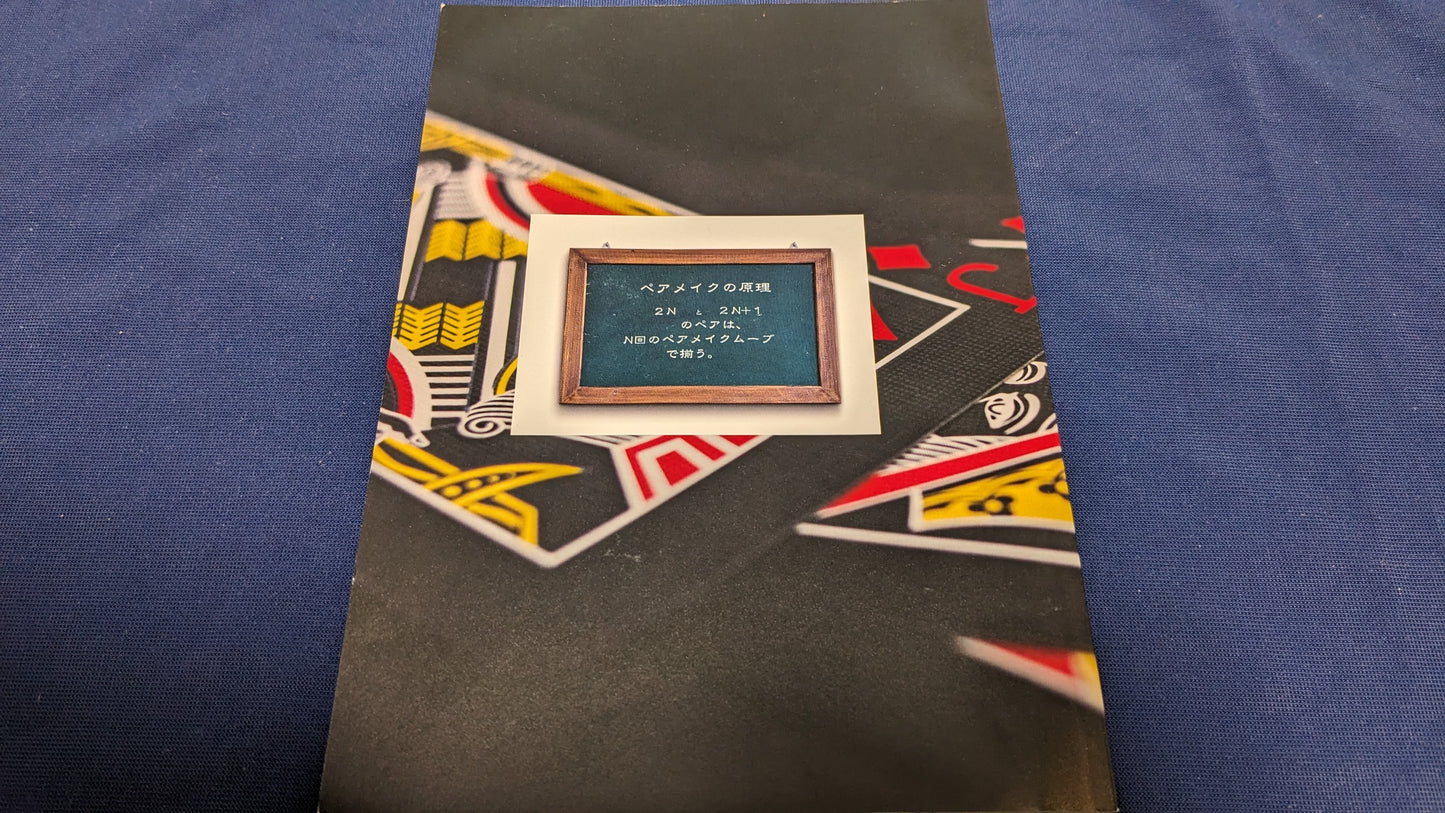 ペアメイクの原理
2N と 2N+1
のペアは、
N回のペアメイクムーブ
で揃う。
J